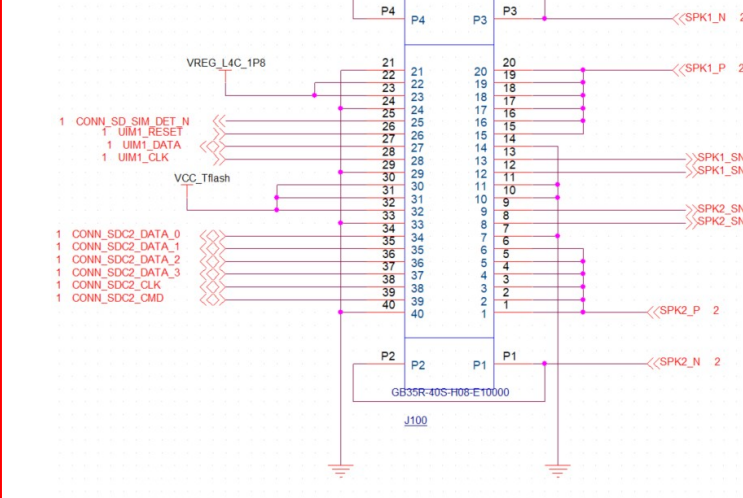 P4 P4 P3 P3 SPK1_N 2
VREG_L4C_1P8
21 21 20 20 SPK1_P 2
22 22 19 19
23 23 18 18
24 24 17 17
1 CONN_SD_SIM_DET_N 25 25 16 16
1 UIM1_RESET 26 26 15 15
1 UIM1_DATA 27 27 14 14
1 UIM1_CLK 28 28 13 13 SPK1_SN
29 29 12 12 SPK1_SN
VCC_Tflash
30 30 11 11
31 31 10 10
32 32 9 9 SPK2_SN
33 33 8 8 SPK2_SN
1 CONN_SDC2_DATA_0 34 34 7 7
1 CONN_SDC2_DATA_1 35 35 6 6
1 CONN_SDC2_DATA_2 36 36 5 5
1 CONN_SDC2_DATA_3 37 37 4 4
1 CONN_SDC2_CLK 38 38 3 3
1 CONN_SDC2_CMD 39 39 2 2
40 40 1 1 SPK2_P 2
P2 P2 P1 P1 SPK2_N 2
GB35R-40S-H08-E10000
J100